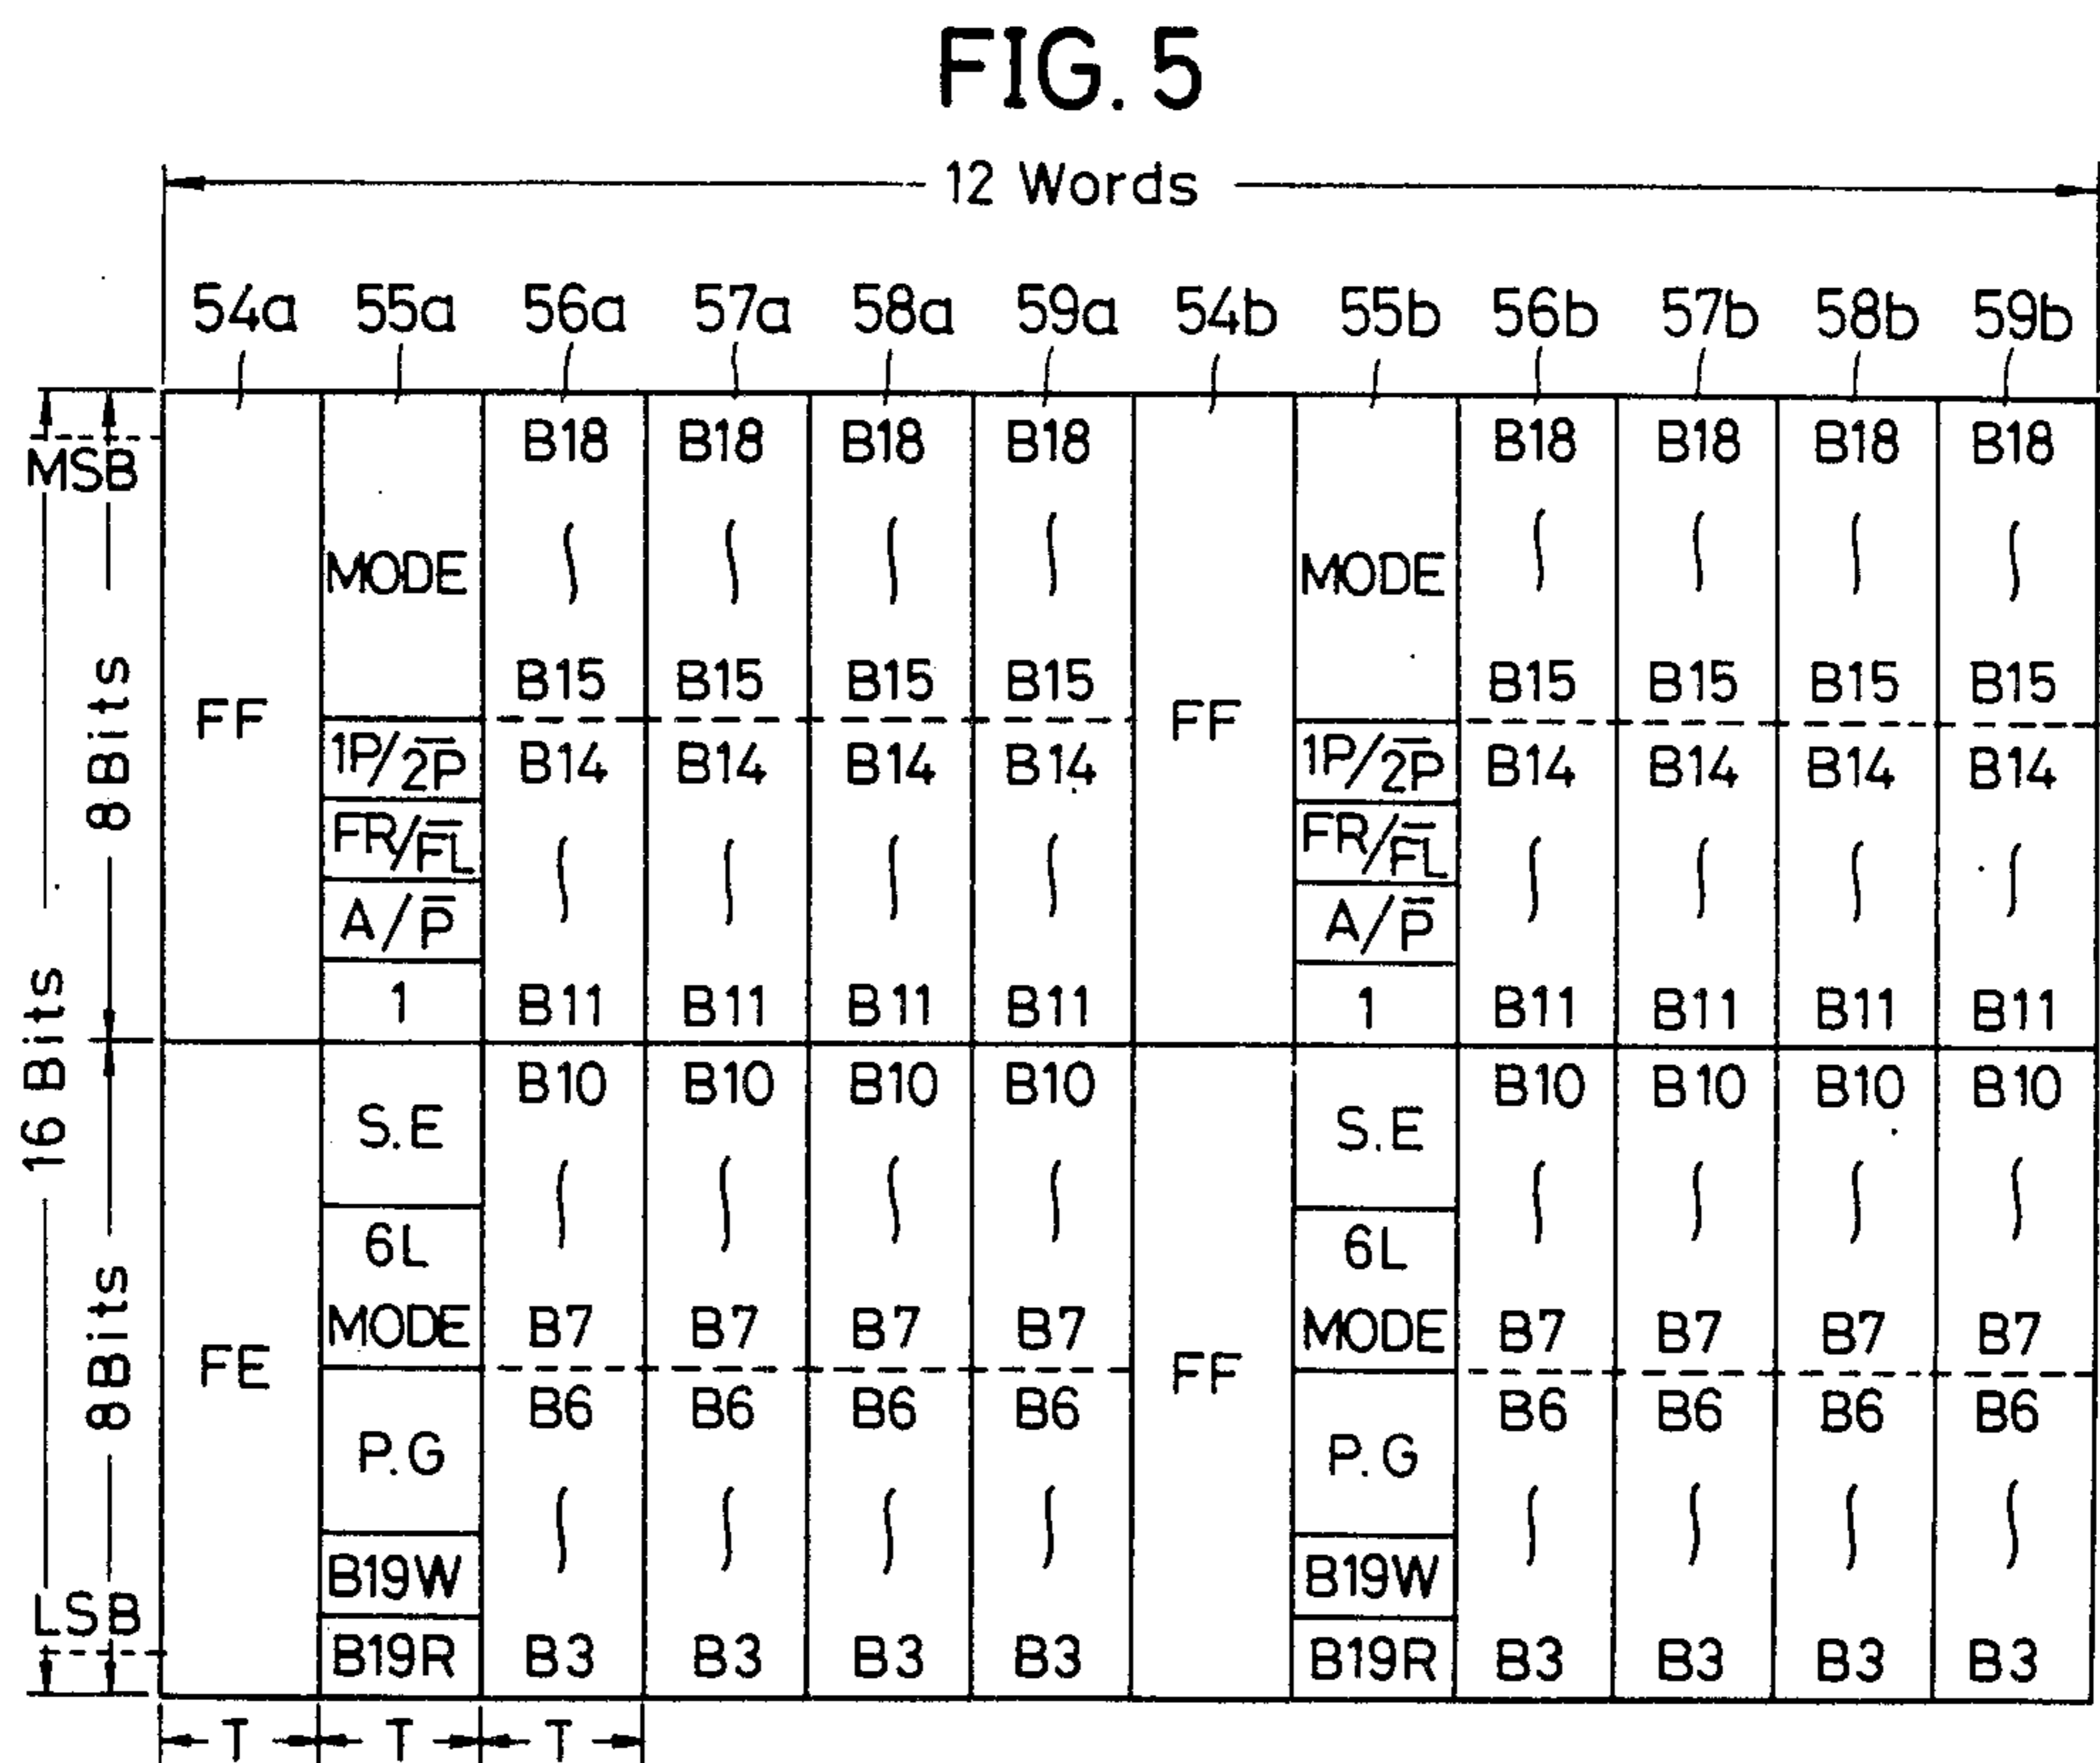 FIG. 5
12 Words
54a 55a 56a 57a 58a 59a 54b 55b 56b 57b 58b 59b
MSB
B18 B18 B18 B18 B18 B18 B18 B18
MODE MODE
B15 B15 B15 B15 B15 B15 B15 B15
8 Bits
FF FF
1P/2P̅ B14 B14 B14 B14 1P/2P̅ B14 B14 B14 B14
FR/F̅L̅ FR/F̅L̅
A/P̅ A/P̅
1 B11 B11 B11 B11 1 B11 B11 B11 B11
16 Bits
B10 B10 B10 B10 B10 B10 B10 B10
S.E S.E
6L 6L
MODE B7 B7 B7 B7 MODE B7 B7 B7 B7
8 Bits
FE FF
B6 B6 B6 B6 B6 B6 B6 B6
P.G P.G
B19W B19W
LSB
B19R B3 B3 B3 B3 B19R B3 B3 B3 B3
T T T